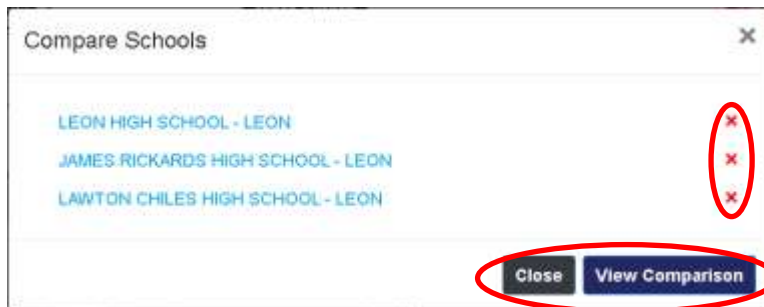 Compare Schools ×
LEON HIGH SCHOOL - LEON ×
JAMES RICKARDS HIGH SCHOOL - LEON ×
LAWTON CHILES HIGH SCHOOL - LEON ×
Close View Comparison